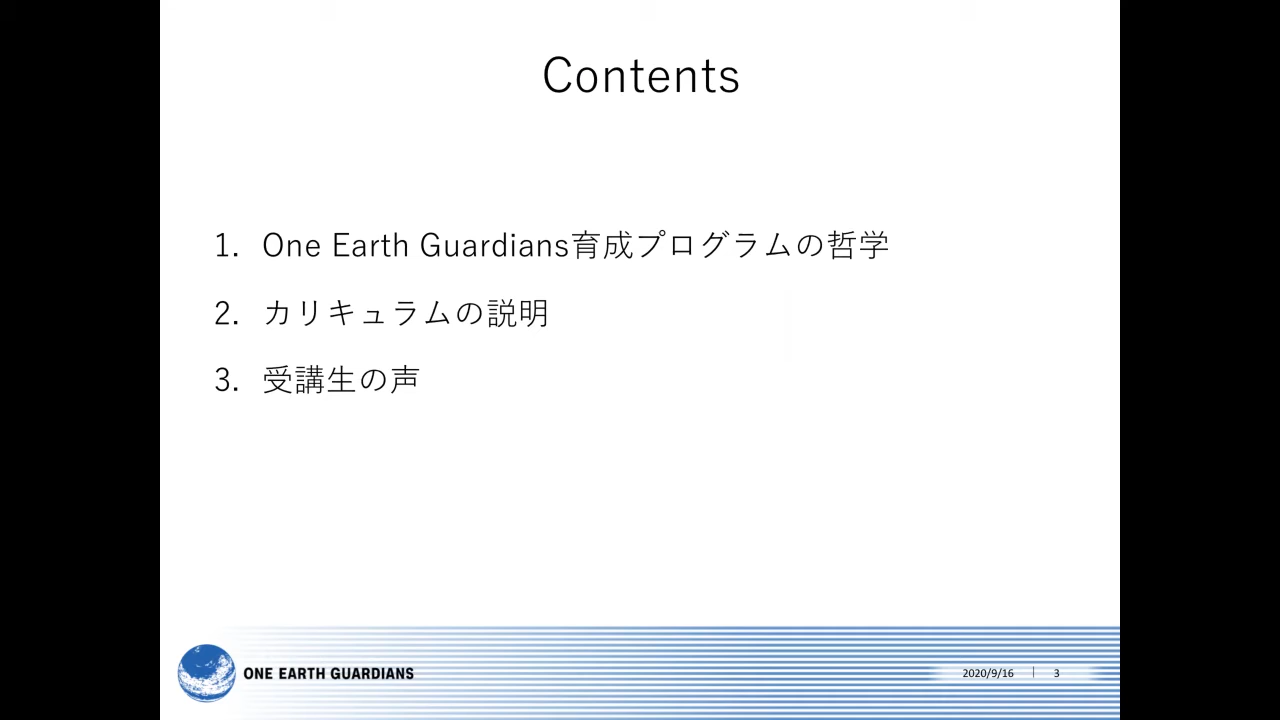 Contents
1. One Earth Guardians育成プログラムの哲学
2. カリキュラムの説明
3. 受講生の声
ONE EARTH GUARDIANS
2020/9/16 | 3